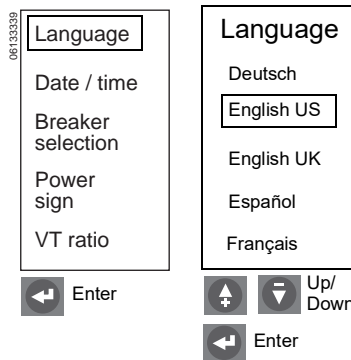 06133339
Language
Date / time
Breaker
selection
Power
sign
VT ratio
Enter
Language
Deutsch
English US
English UK
Español
Français
Up/
Down
Enter